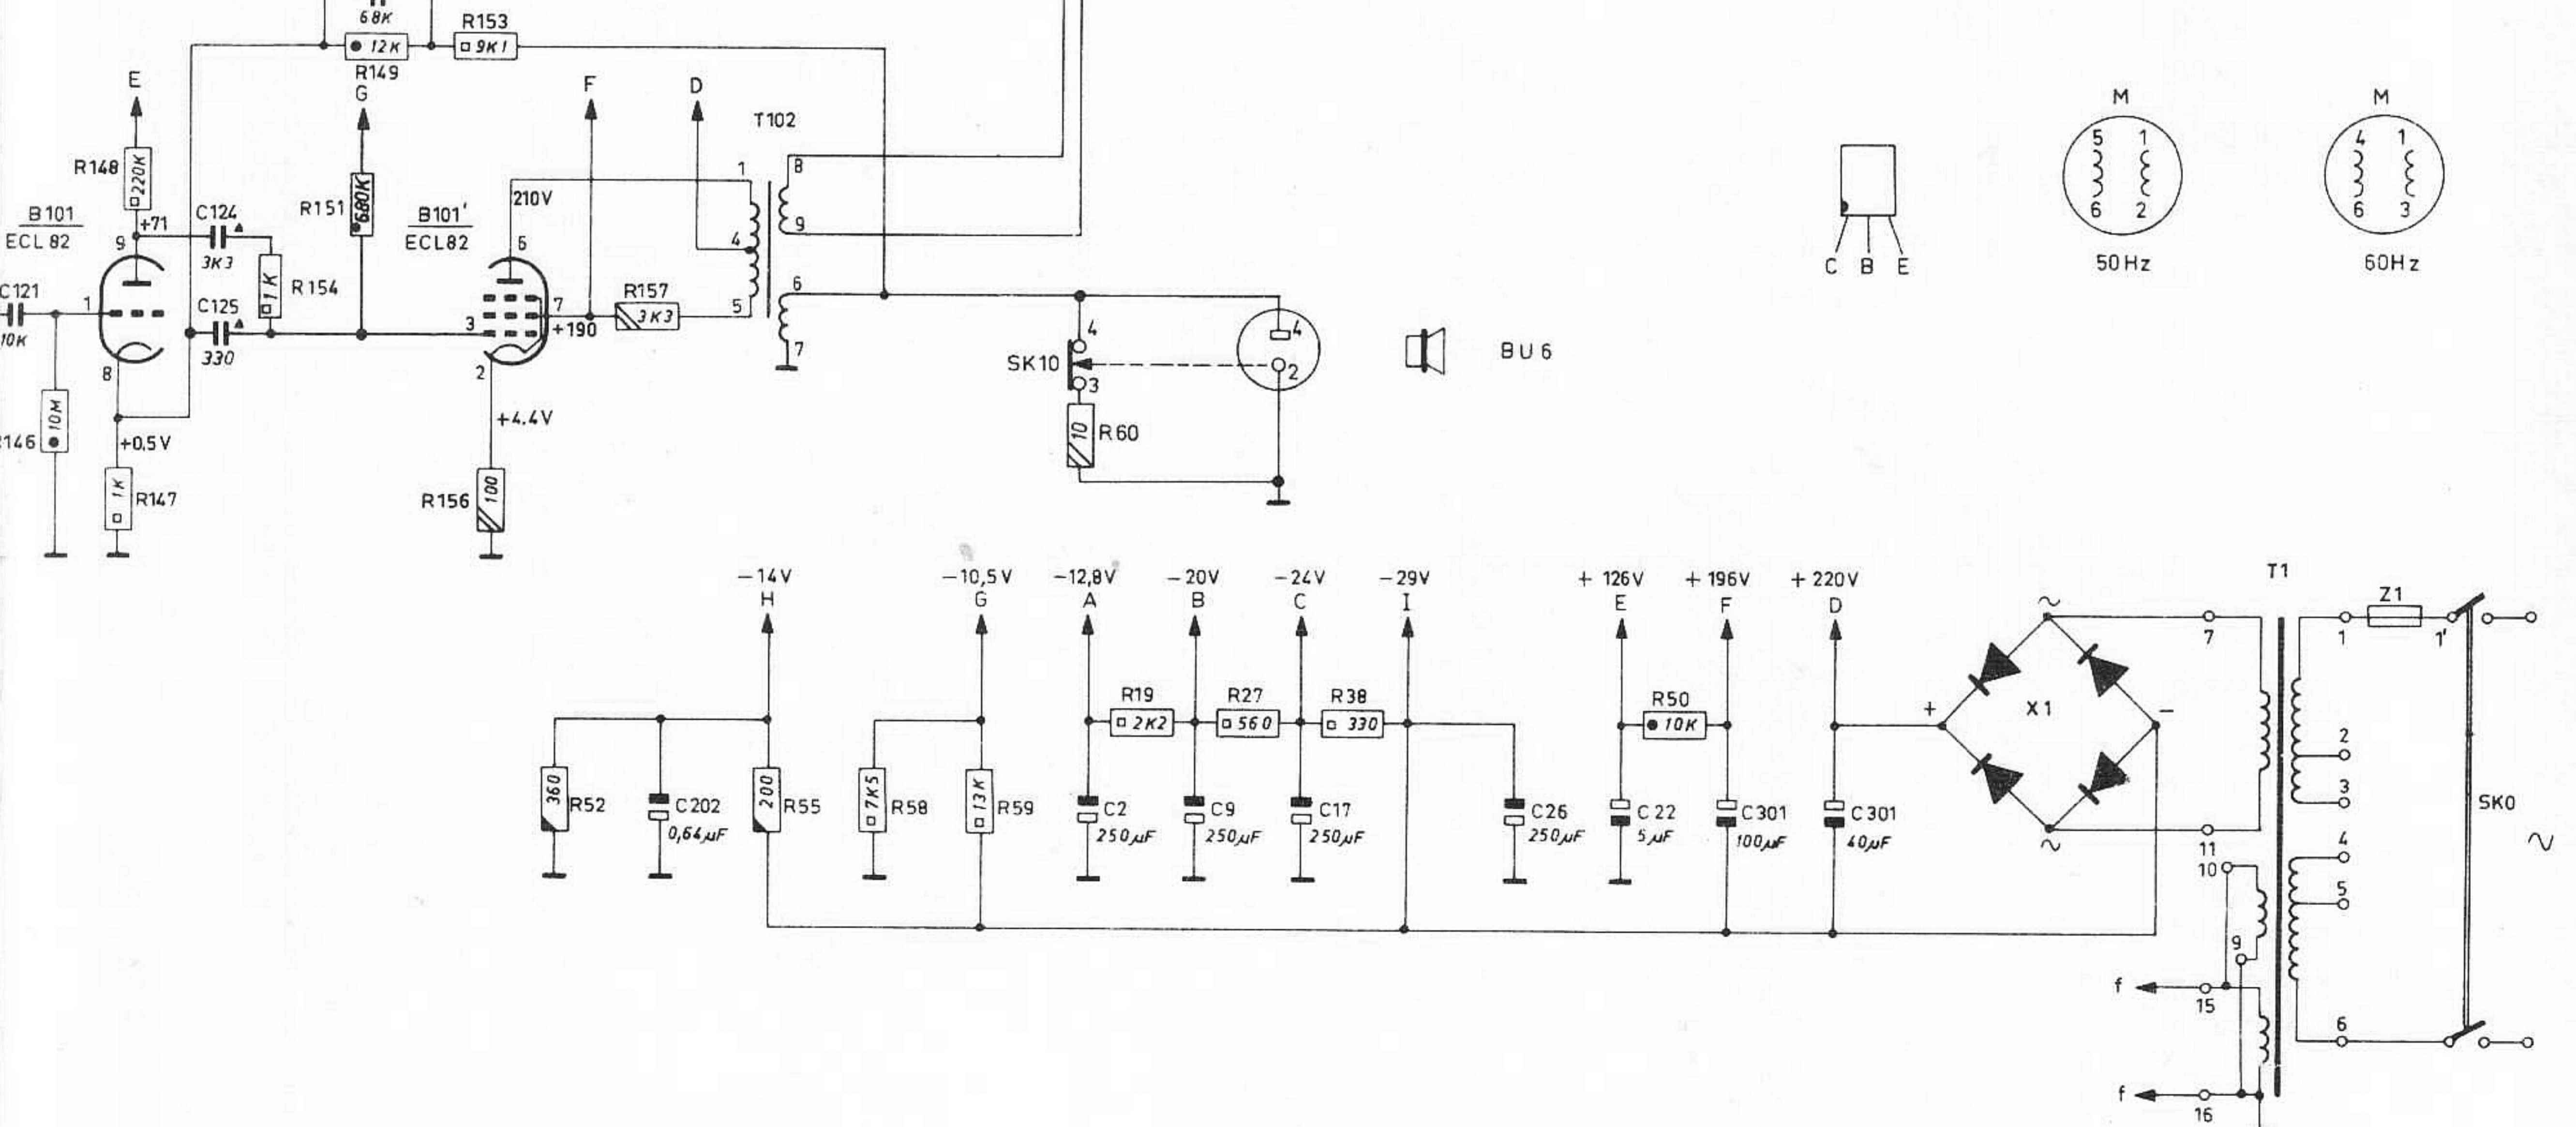 68K
R153
12K
9K1
R149
E
G
F
D
T102
M
M
R148
220K
1
8
5 1
4 1
R151
680K
B101
ECL82
+71
C124
B101'
ECL82
210V
6 2
6 3
9
3K3
6
4
9
C B E
50Hz
60Hz
C121
1
1K
R154
R157
6
10K
C125
7
3K3
5
3
+190
4
4
330
7
SK10
2
BU6
8
2
3
10M
+4.4V
10
R60
146
+0,5V
1K
R147
R156
100
-14V
-10,5V
-12,8V
-20V
-24V
-29V
+126V
+196V
+220V
T1
H
G
A
B
C
I
E
F
D
~
Z1
7
1
1'
R19
R27
R38
R50
2K2
560
330
10K
+
X1
-
2
360
R52
C202
0,64µF
200
R55
7K5
R58
13K
R59
C2
250µF
C9
250µF
C17
250µF
C26
250µF
C22
5µF
C301
100µF
C301
40µF
3
SK0
~
11
4
~
10
5
9
f
15
6
f
16